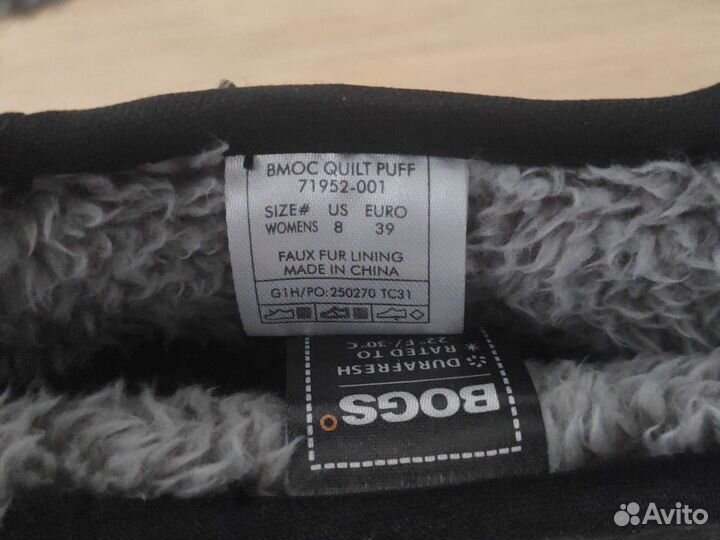 BMOC QUILT PUFF
71952-001
SIZE# US EURO
WOMENS 8 39
FAUX FUR LINING
MADE IN CHINA
G1H/PO:250270 TC31
BOGS
DURAFRESH
RATED TO
-22°F/-30°C
Avito